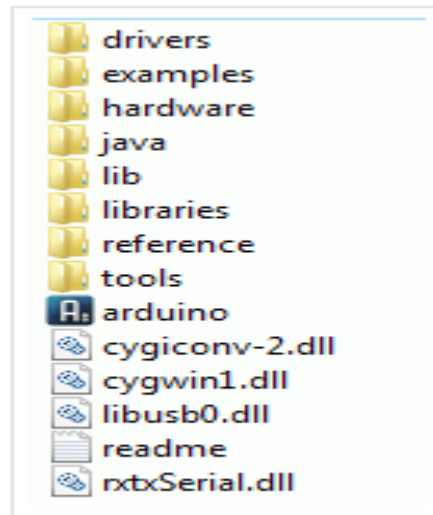 drivers
examples
hardware
java
lib
libraries
reference
tools
arduino
cygiconv-2.dll
cygwin1.dll
libusb0.dll
readme
rxtxSerial.dll